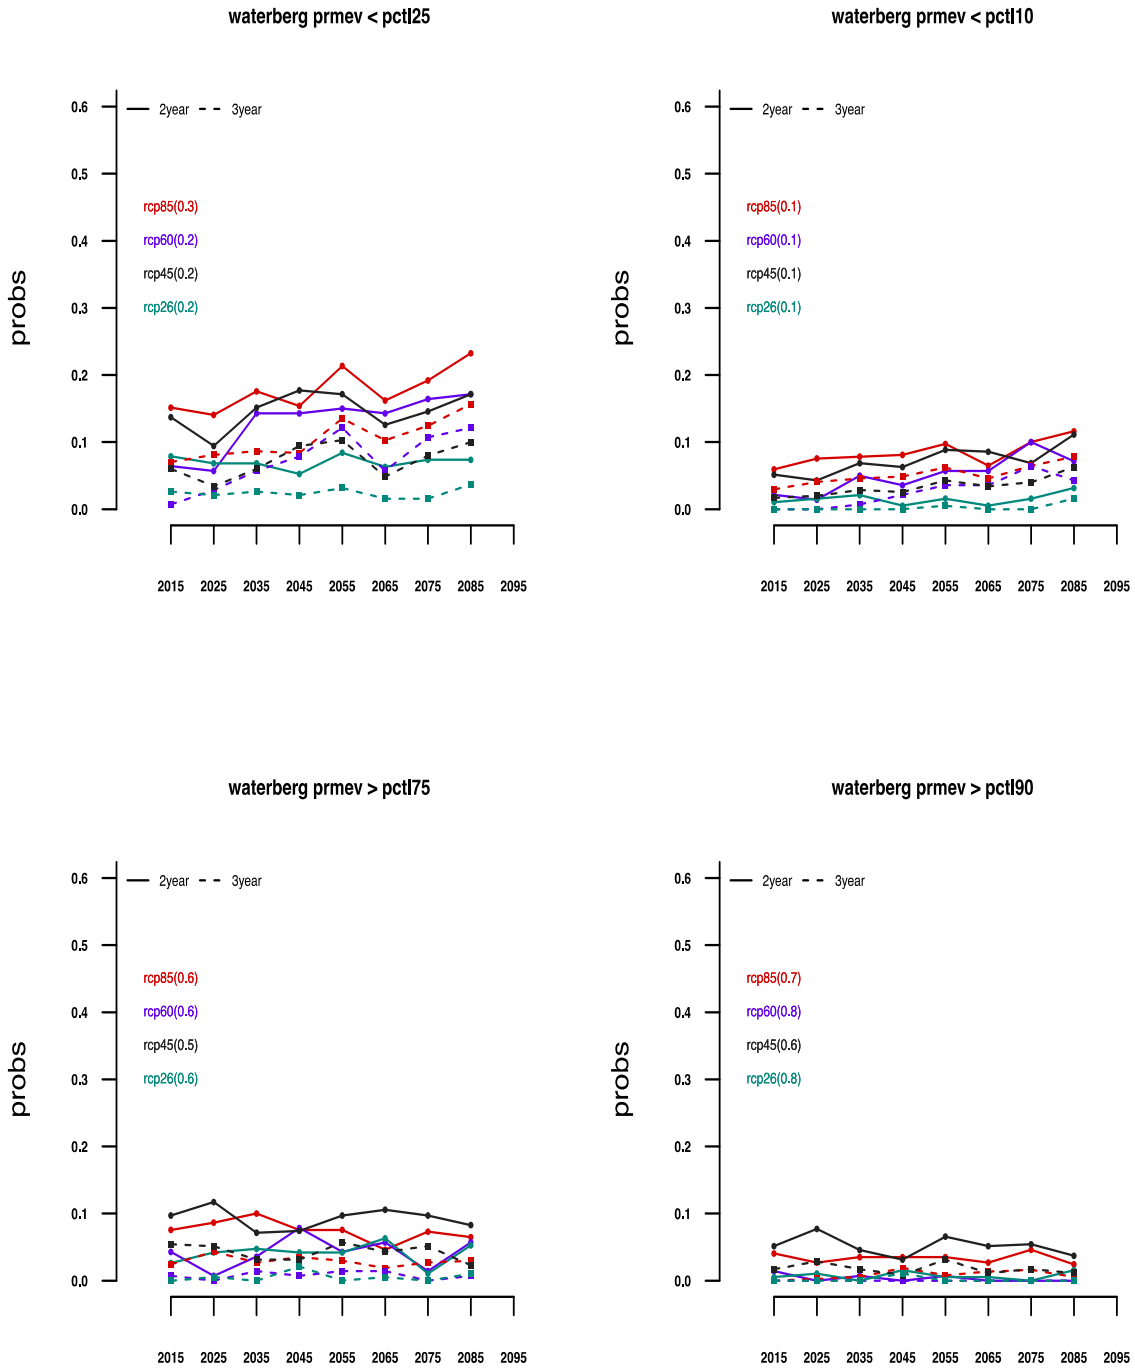 waterberg prmev < pctl25
0.6
2year
3year
0.5
rcp85(0.3)
0.4
rcp60(0.2)
rcp45(0.2)
0.3
rcp26(0.2)
probs
0.2
0.1
0.0
2015 2025 2035 2045 2055 2065 2075 2085 2095
waterberg prmev < pctl10
0.6
2year
3year
0.5
rcp85(0.1)
0.4
rcp60(0.1)
rcp45(0.1)
0.3
rcp26(0.1)
probs
0.2
0.1
0.0
2015 2025 2035 2045 2055 2065 2075 2085 2095
waterberg prmev > pctl75
0.6
2year
3year
0.5
rcp85(0.6)
0.4
rcp60(0.6)
rcp45(0.5)
0.3
rcp26(0.6)
probs
0.2
0.1
0.0
2015 2025 2035 2045 2055 2065 2075 2085 2095
waterberg prmev > pctl90
0.6
2year
3year
0.5
rcp85(0.7)
0.4
rcp60(0.8)
rcp45(0.6)
0.3
rcp26(0.8)
probs
0.2
0.1
0.0
2015 2025 2035 2045 2055 2065 2075 2085 2095